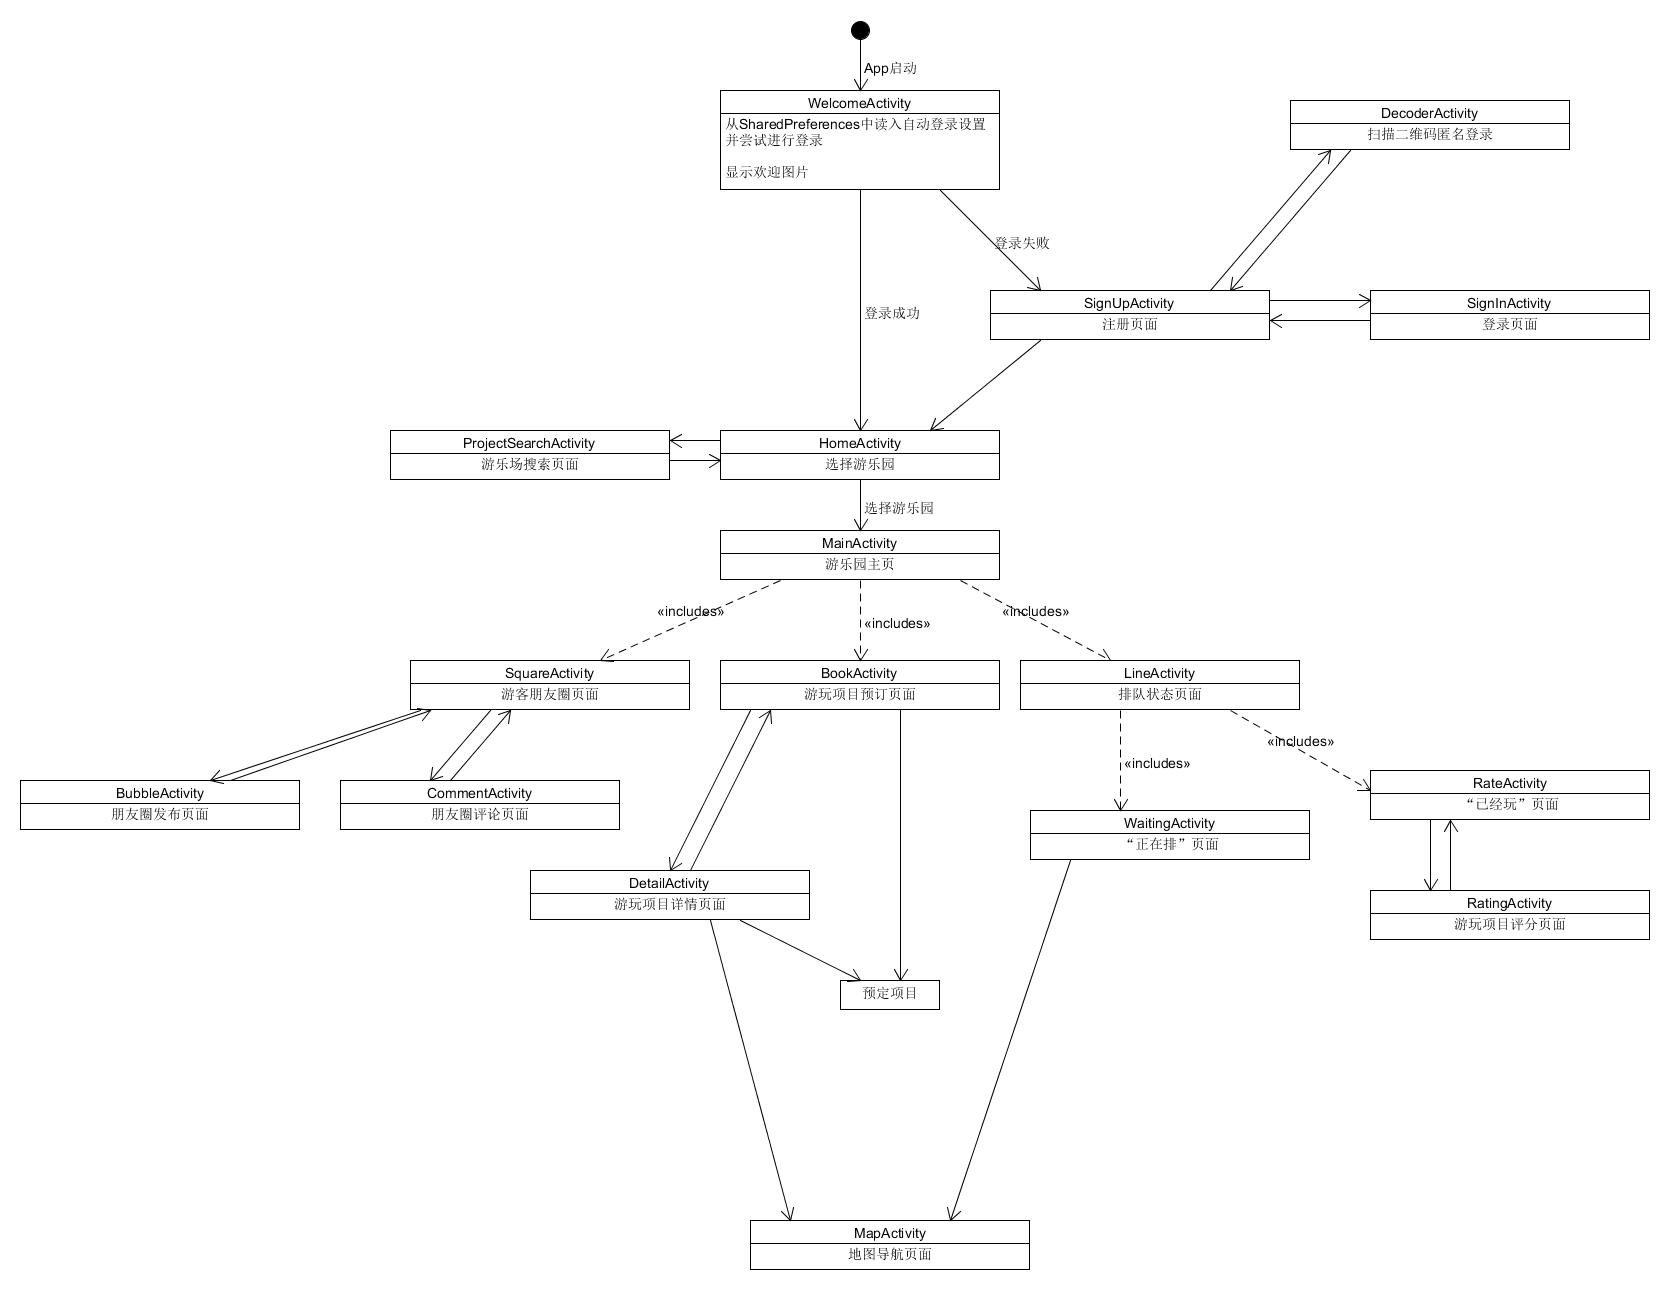 App启动
WelcomeActivity
从SharedPreferences中读入自动登录设置
并尝试进行登录
显示欢迎图片
DecoderActivity
扫描二维码匿名登录
登录失败
登录成功
SignUpActivity
注册页面
SignInActivity
登录页面
ProjectSearchActivity
游乐场搜索页面
HomeActivity
选择游乐园
选择游乐园
MainActivity
游乐园主页
«includes»
«includes»
«includes»
SquareActivity
游客朋友圈页面
BookActivity
游玩项目预订页面
LineActivity
排队状态页面
«includes»
«includes»
BubbleActivity
朋友圈发布页面
CommentActivity
朋友圈评论页面
RateActivity
“已经玩”页面
WaitingActivity
“正在排”页面
DetailActivity
游玩项目详情页面
RatingActivity
游玩项目评分页面
预定项目
MapActivity
地图导航页面